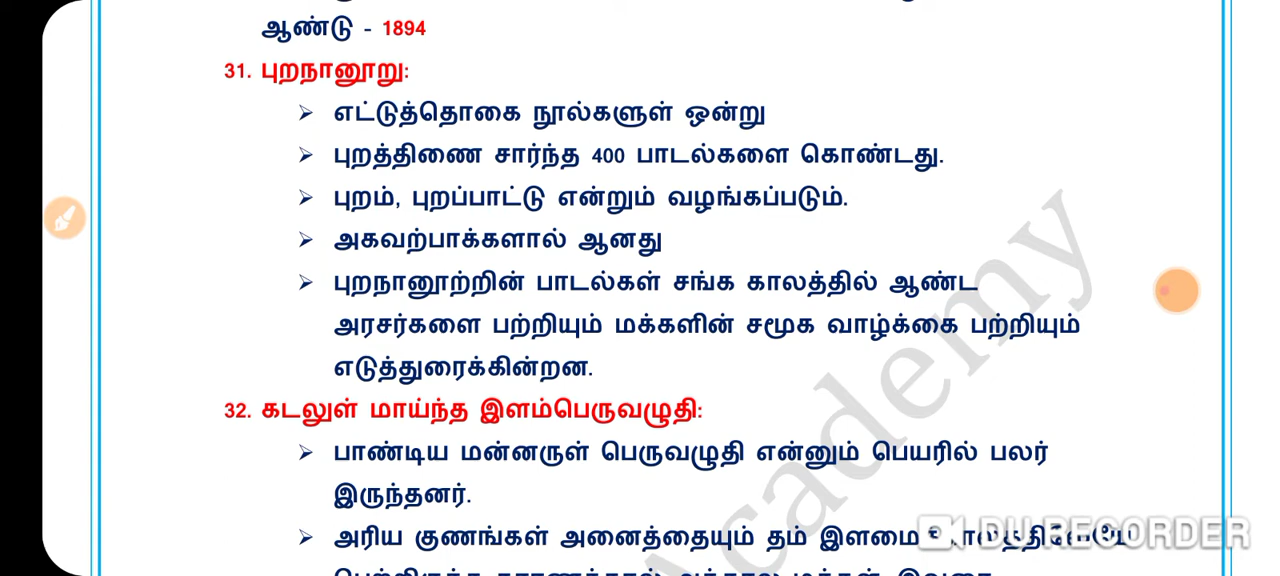 ஆண்டு - 1894
31. புறநானூறு:
➢ எட்டுத்தொகை நூல்களுள் ஒன்று
➢ புறத்திணை சார்ந்த 400 பாடல்களை கொண்டது.
➢ புறம், புறப்பாட்டு என்றும் வழங்கப்படும்.
➢ அகவற்பாக்களால் ஆனது
➢ புறநானூற்றின் பாடல்கள் சங்க காலத்தில் ஆண்ட
அரசர்களை பற்றியும் மக்களின் சமூக வாழ்க்கை பற்றியும்
எடுத்துரைக்கின்றன.
32. கடலுள் மாய்ந்த இளம்பெருவழுதி:
➢ பாண்டிய மன்னருள் பெருவழுதி என்னும் பெயரில் பலர்
இருந்தனர்.
➢ அரிய குணங்கள் அனைத்தையும் தம்
Academy
DU RECORDER